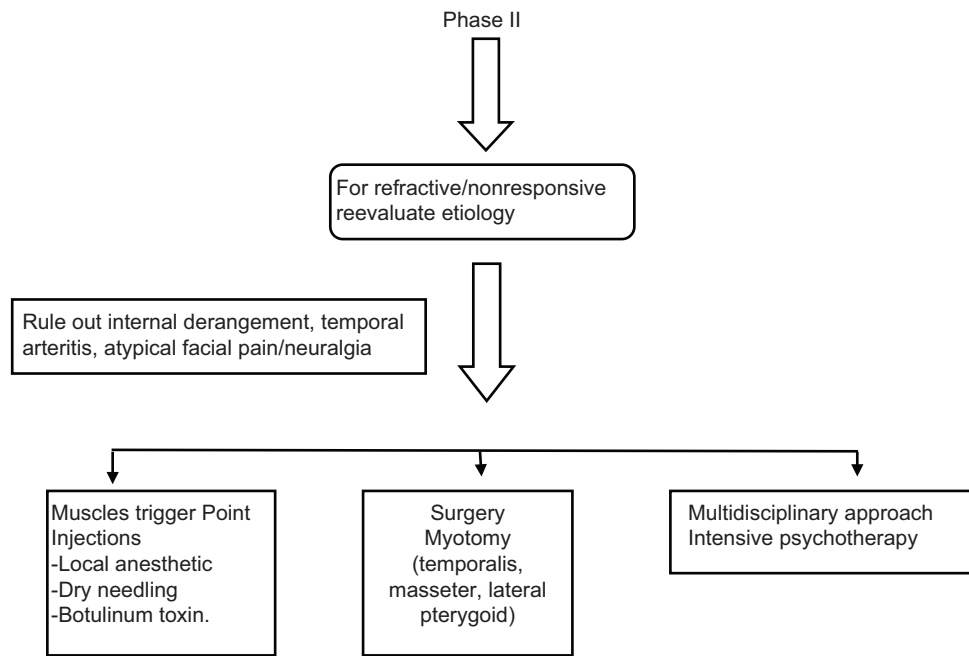 Phase II
For refractive/nonresponsive
reevaluate etiology
Rule out internal derangement, temporal
arteritis, atypical facial pain/neuralgia
Muscles trigger Point
Injections
-Local anesthetic
-Dry needling
-Botulinum toxin.
Surgery
Myotomy
(temporalis,
masseter, lateral
pterygoid)
Multidisciplinary approach
Intensive psychotherapy